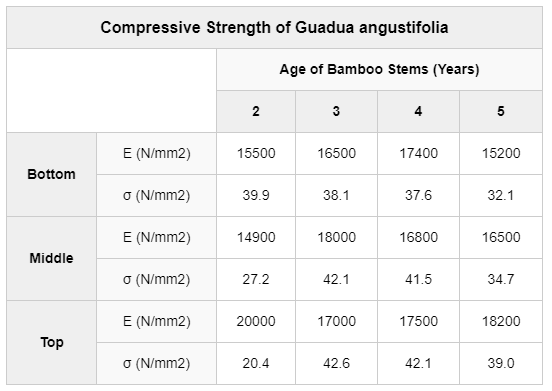 Compressive Strength of Guadua angustifolia
Age of Bamboo Stems (Years)
2 3 4 5
Bottom E (N/mm2) 15500 16500 17400 15200
σ (N/mm2) 39.9 38.1 37.6 32.1
Middle E (N/mm2) 14900 18000 16800 16500
σ (N/mm2) 27.2 42.1 41.5 34.7
Top E (N/mm2) 20000 17000 17500 18200
σ (N/mm2) 20.4 42.6 42.1 39.0